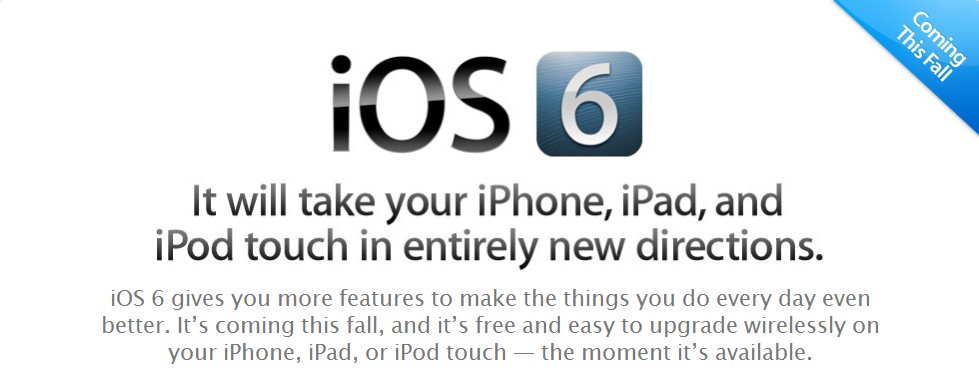 Coming
This Fall
iOS 6
It will take your iPhone, iPad, and
iPod touch in entirely new directions.
iOS 6 gives you more features to make the things you do every day even
better. It’s coming this fall, and it’s free and easy to upgrade wirelessly on
your iPhone, iPad, or iPod touch — the moment it’s available.